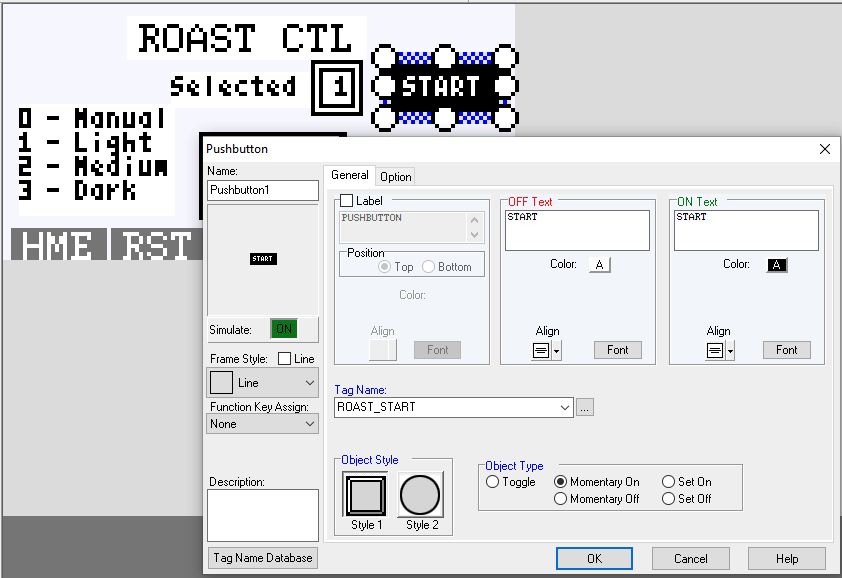 ROAST CTL
Selected 1
START
0 - Manual
1 - Light
2 - Medium
3 - Dark
HME RST
Pushbutton
Name:
Pushbutton1
START
Simulate: ON
Frame Style: Line
Line
Function Key Assign:
None
Description:
Tag Name Database
General Option
Label
PUSHBUTTON
Position
Top Bottom
Color:
Align
Font
OFF Text
START
Color: A
Align
Font
ON Text
START
Color: A
Align
Font
Tag Name:
ROAST_START
...
Object Style
Style 1 Style 2
Object Type
Toggle Momentary On Set On
Momentary Off Set Off
OK Cancel Help